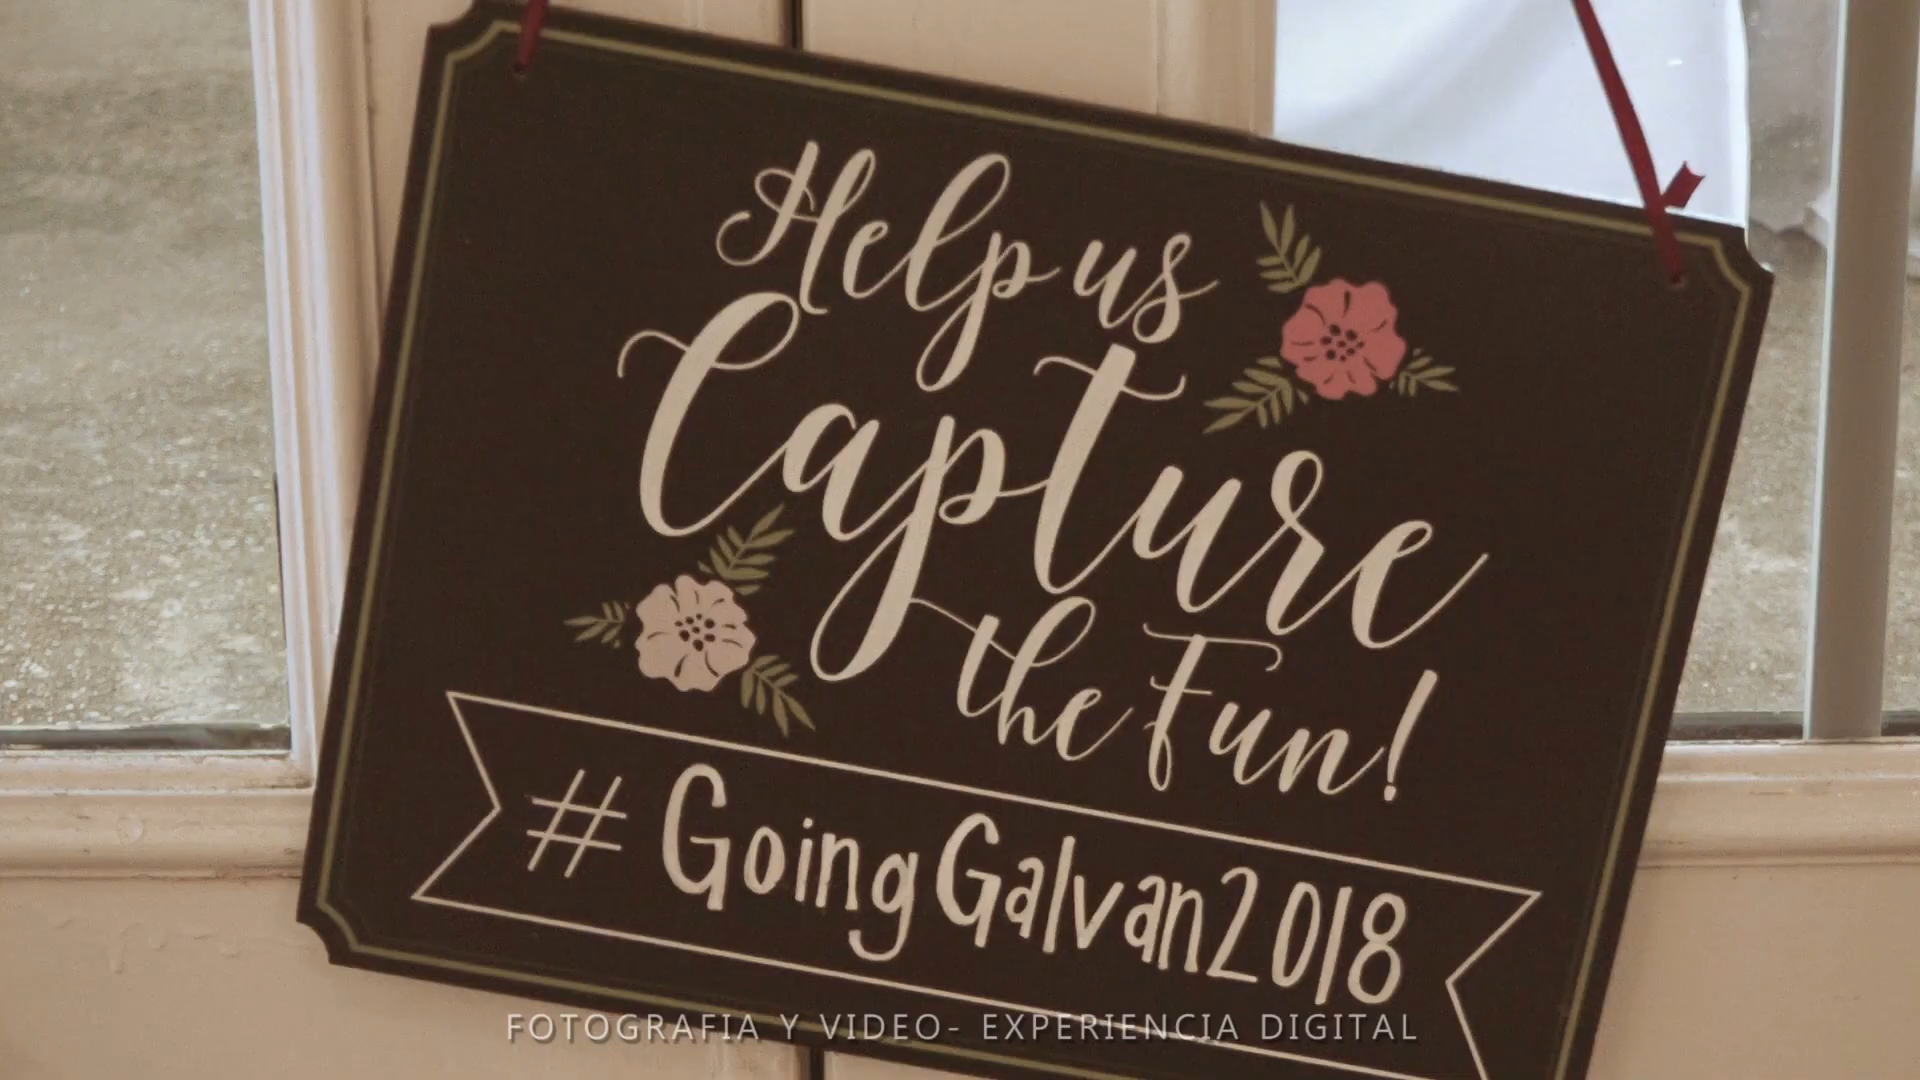 Help us
Capture
the Fun!
# GoingGalvan2018
FOTOGRAFIA Y VIDEO- EXPERIENCIA DIGITAL